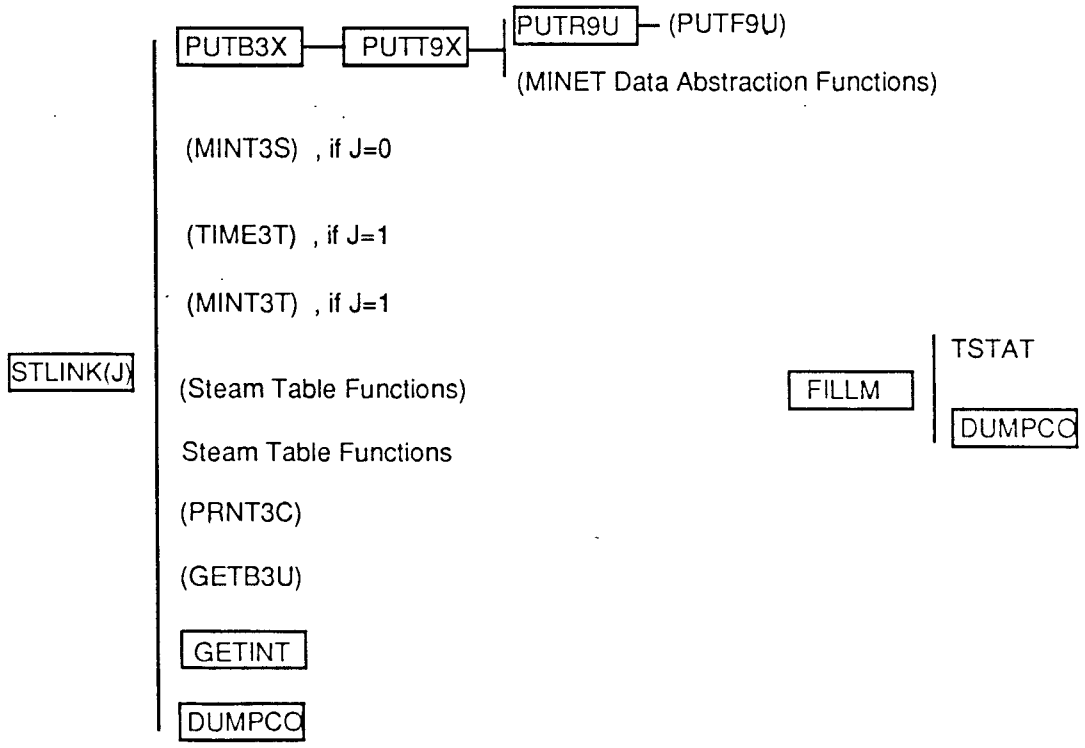 PUTB3X PUTT9X PUTR9U (PUTF9U)
(MINET Data Abstraction Functions)
(MINT3S) , if J=0
(TIME3T) , if J=1
(MINT3T) , if J=1
STLINK(J)
(Steam Table Functions)
Steam Table Functions
(PRNT3C)
(GETB3U)
GETINT
DUMPCO
FILLM
TSTAT
DUMPCO